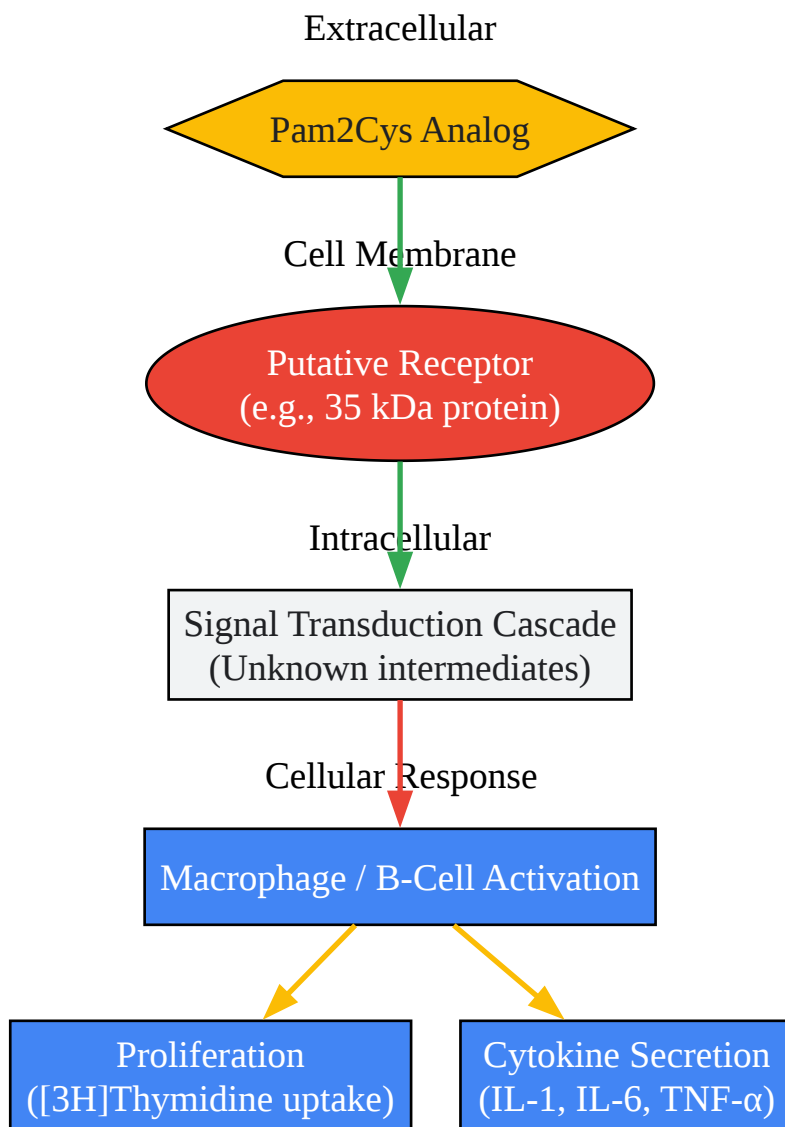 Extracellular
Pam2Cys Analog
Cell Membrane
Putative Receptor
(e.g., 35 kDa protein)
Intracellular
Signal Transduction Cascade
(Unknown intermediates)
Cellular Response
Macrophage / B-Cell Activation
Proliferation
([3H]Thymidine uptake)
Cytokine Secretion
(IL-1, IL-6, TNF-α)